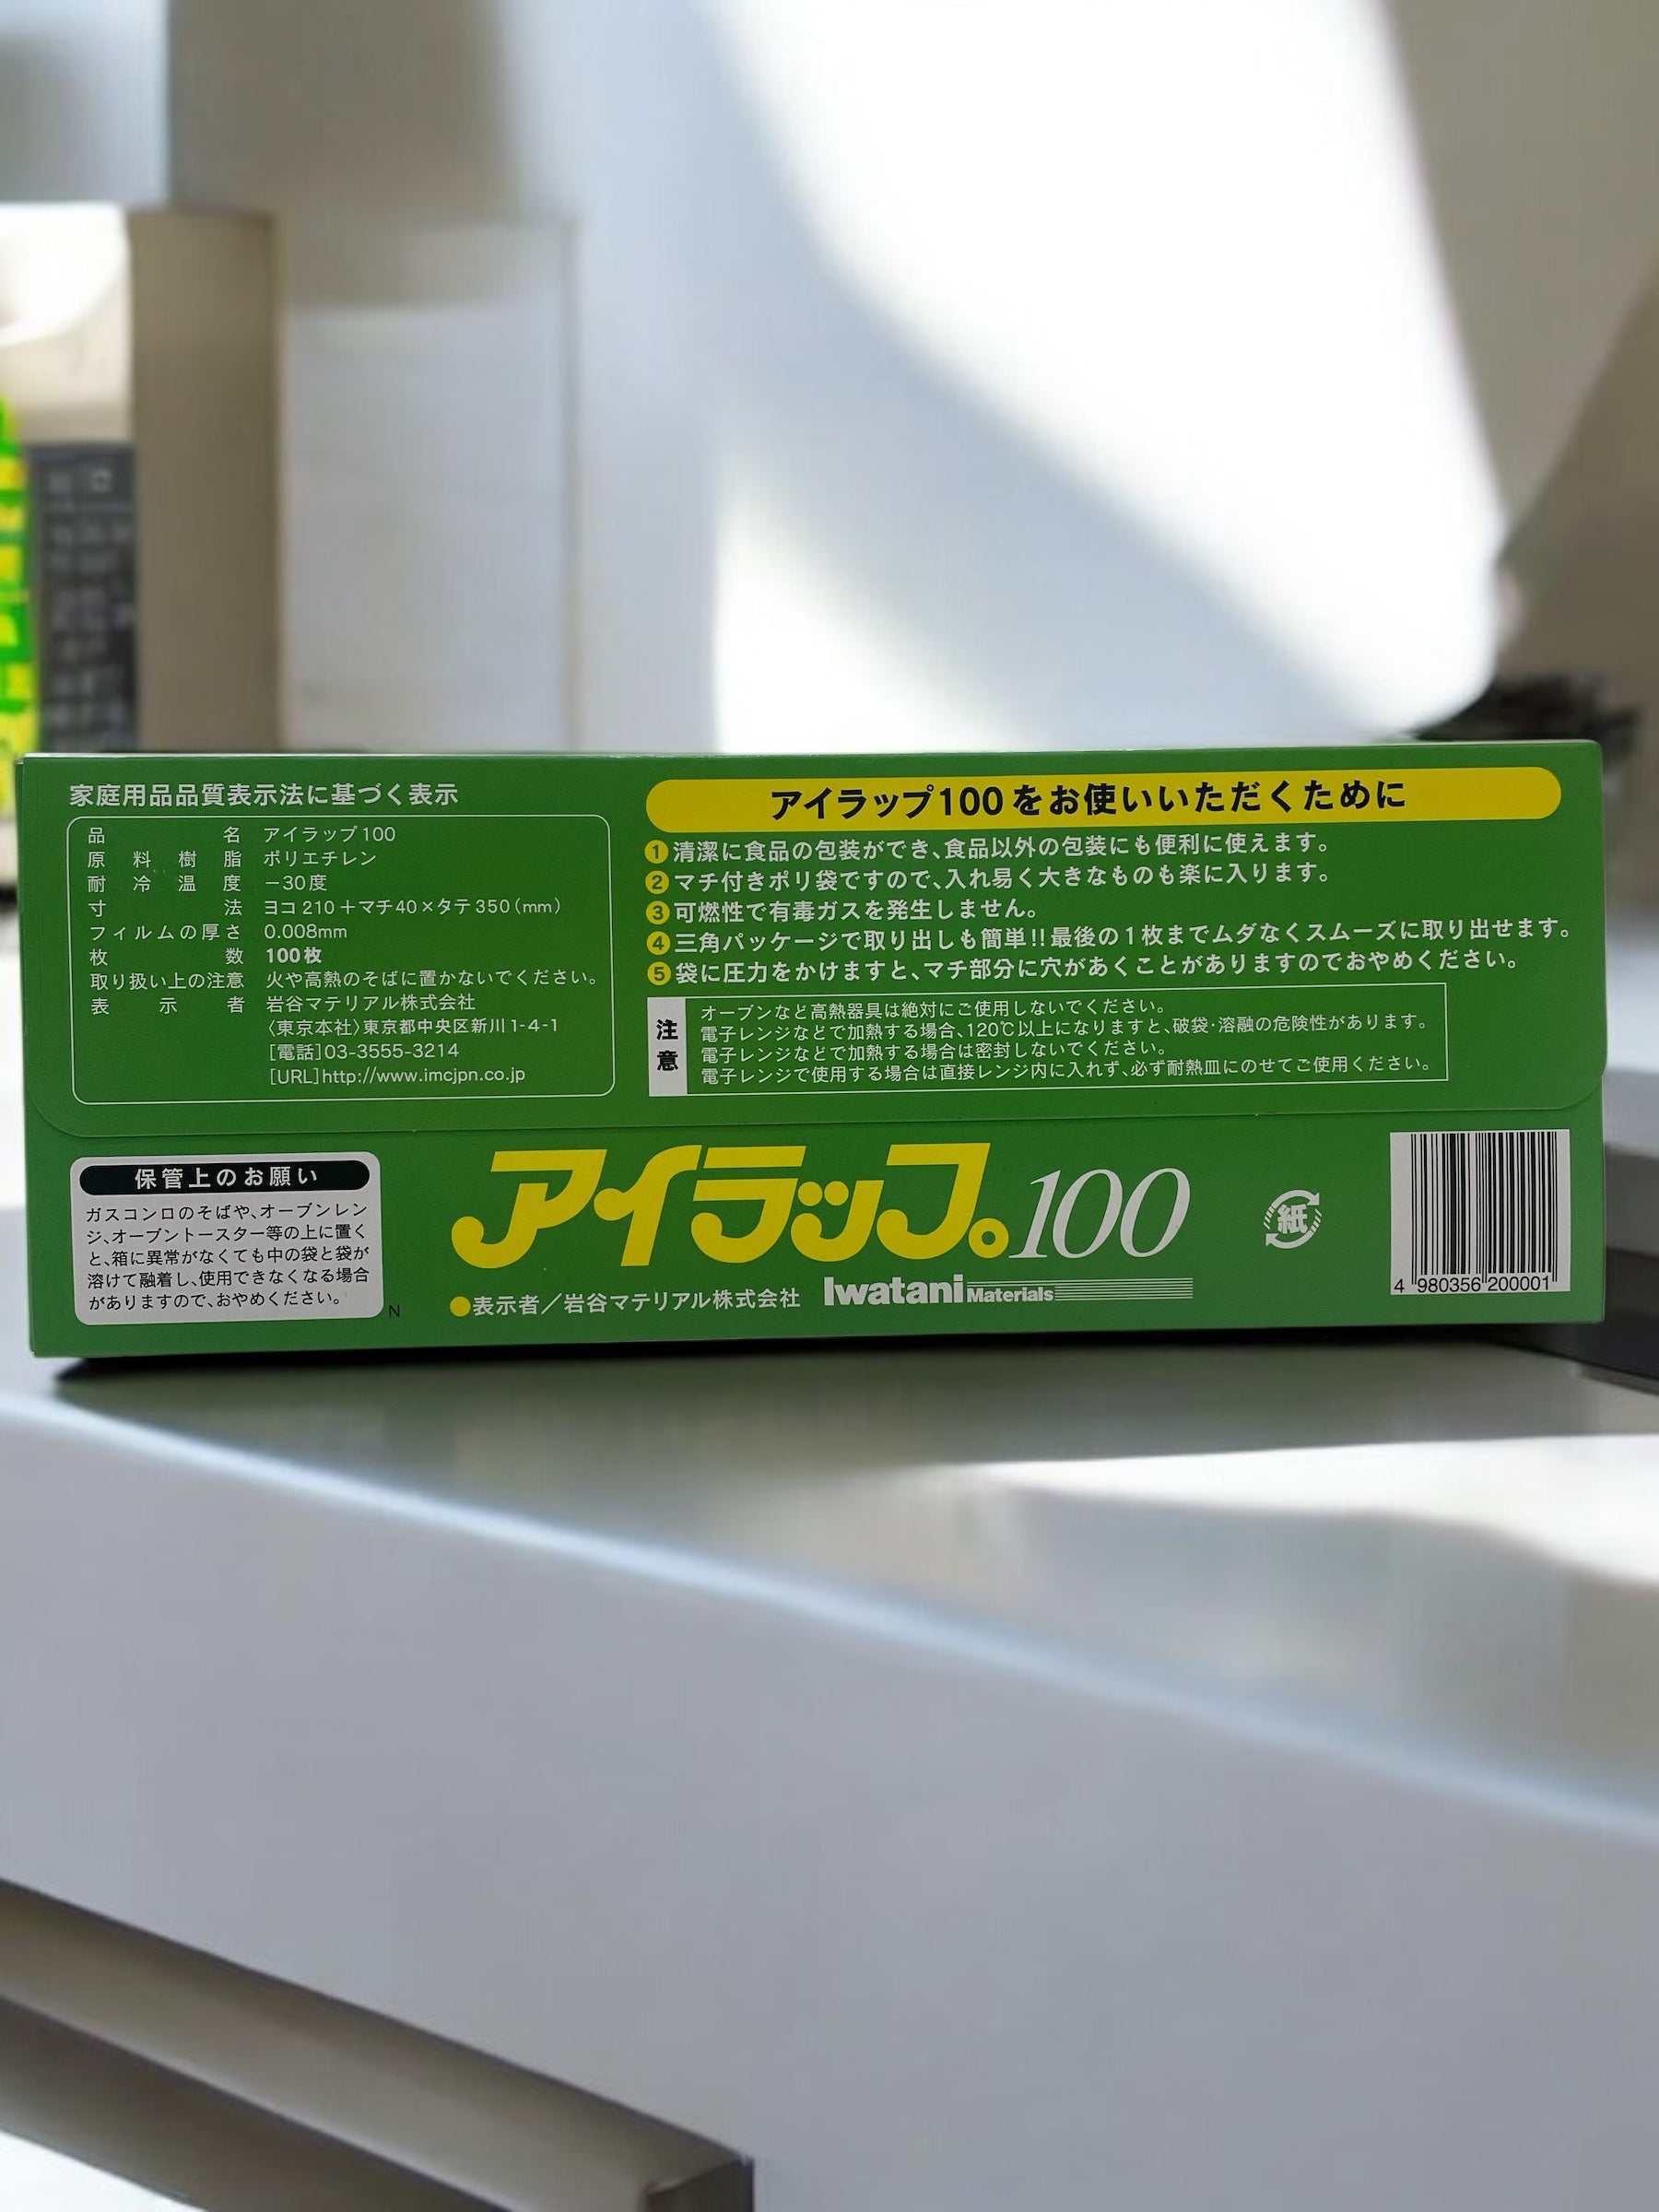 家庭用品品質表示法に基づく表示
品名 アイラップ100
原料樹脂 ポリエチレン
耐冷温度 －30度
寸法 ヨコ210＋マチ40×タテ350(mm)
フィルムの厚さ 0.008mm
枚数 100枚
取り扱い上の注意 火や高熱のそばに置かないでください。
表示者 岩谷マテリアル株式会社
〈東京本社〉東京都中央区新川1-4-1
[電話]03-3555-3214
[URL]http://www.imcjpn.co.jp
アイラップ100をお使いいただくために
1 清潔に食品の包装ができ、食品以外の包装にも便利に使えます。
2 マチ付きポリ袋ですので、入れ易く大きなものも楽に入ります。
3 可燃性で有毒ガスを発生しません。
4 三角パッケージで取り出しも簡単!!最後の1枚までムダなくスムーズに取り出せます。
5 袋に圧力をかけますと、マチ部分に穴があくことがありますのでおやめください。
注意
オーブンなど高熱器具は絶対にご使用しないでください。
電子レンジなどで加熱する場合、120℃以上になりますと、破袋・溶融の危険性があります。
電子レンジなどで加熱する場合は密封しないでください。
電子レンジで使用する場合は直接レンジ内に入れず、必ず耐熱皿にのせてご使用ください。
保管上のお願い
ガスコンロのそばや、オーブンレン
ジ、オーブントースター等の上に置く
と、箱に異常がなくても中の袋と袋が
溶けて融着し、使用できなくなる場合
がありますので、おやめください。
N
アイラップ。100
●表示者／岩谷マテリアル株式会社 Iwatani Materials
紙
4 980356 200001